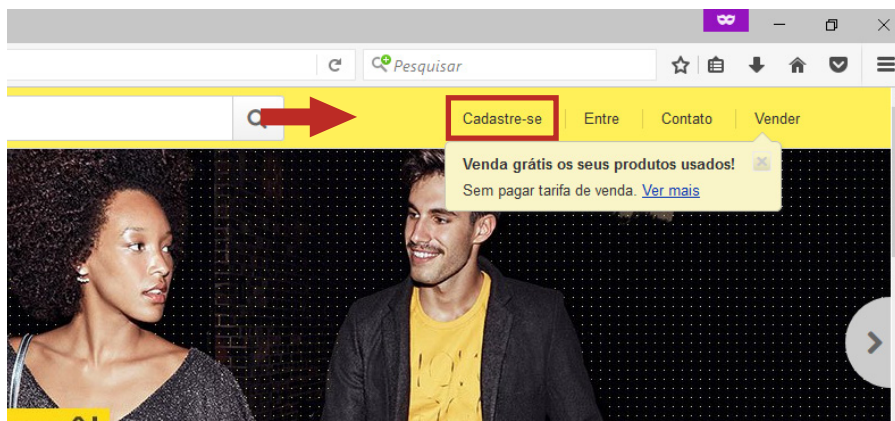 Pesquisar
Cadastre-se Entre Contato Vender
Venda grátis os seus produtos usados!
Sem pagar tarifa de venda. Ver mais